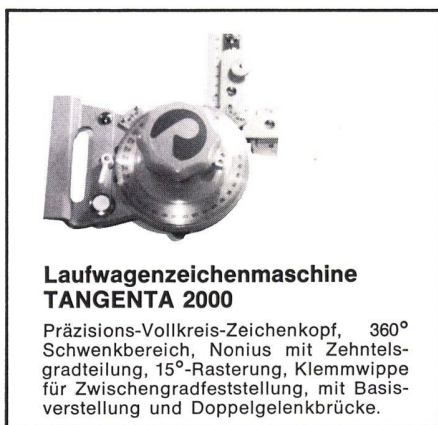 Laufwagenzeichenmaschine
TANGENTA 2000
Präzisions-Vollkreis-Zeichenkopf, 360°
Schwenkbereich, Nonius mit Zehntels-
gradteilung, 15°-Rasterung, Klemmwippe
für Zwischengradfeststellung, mit Basis-
verstellung und Doppelgelenkbrücke.